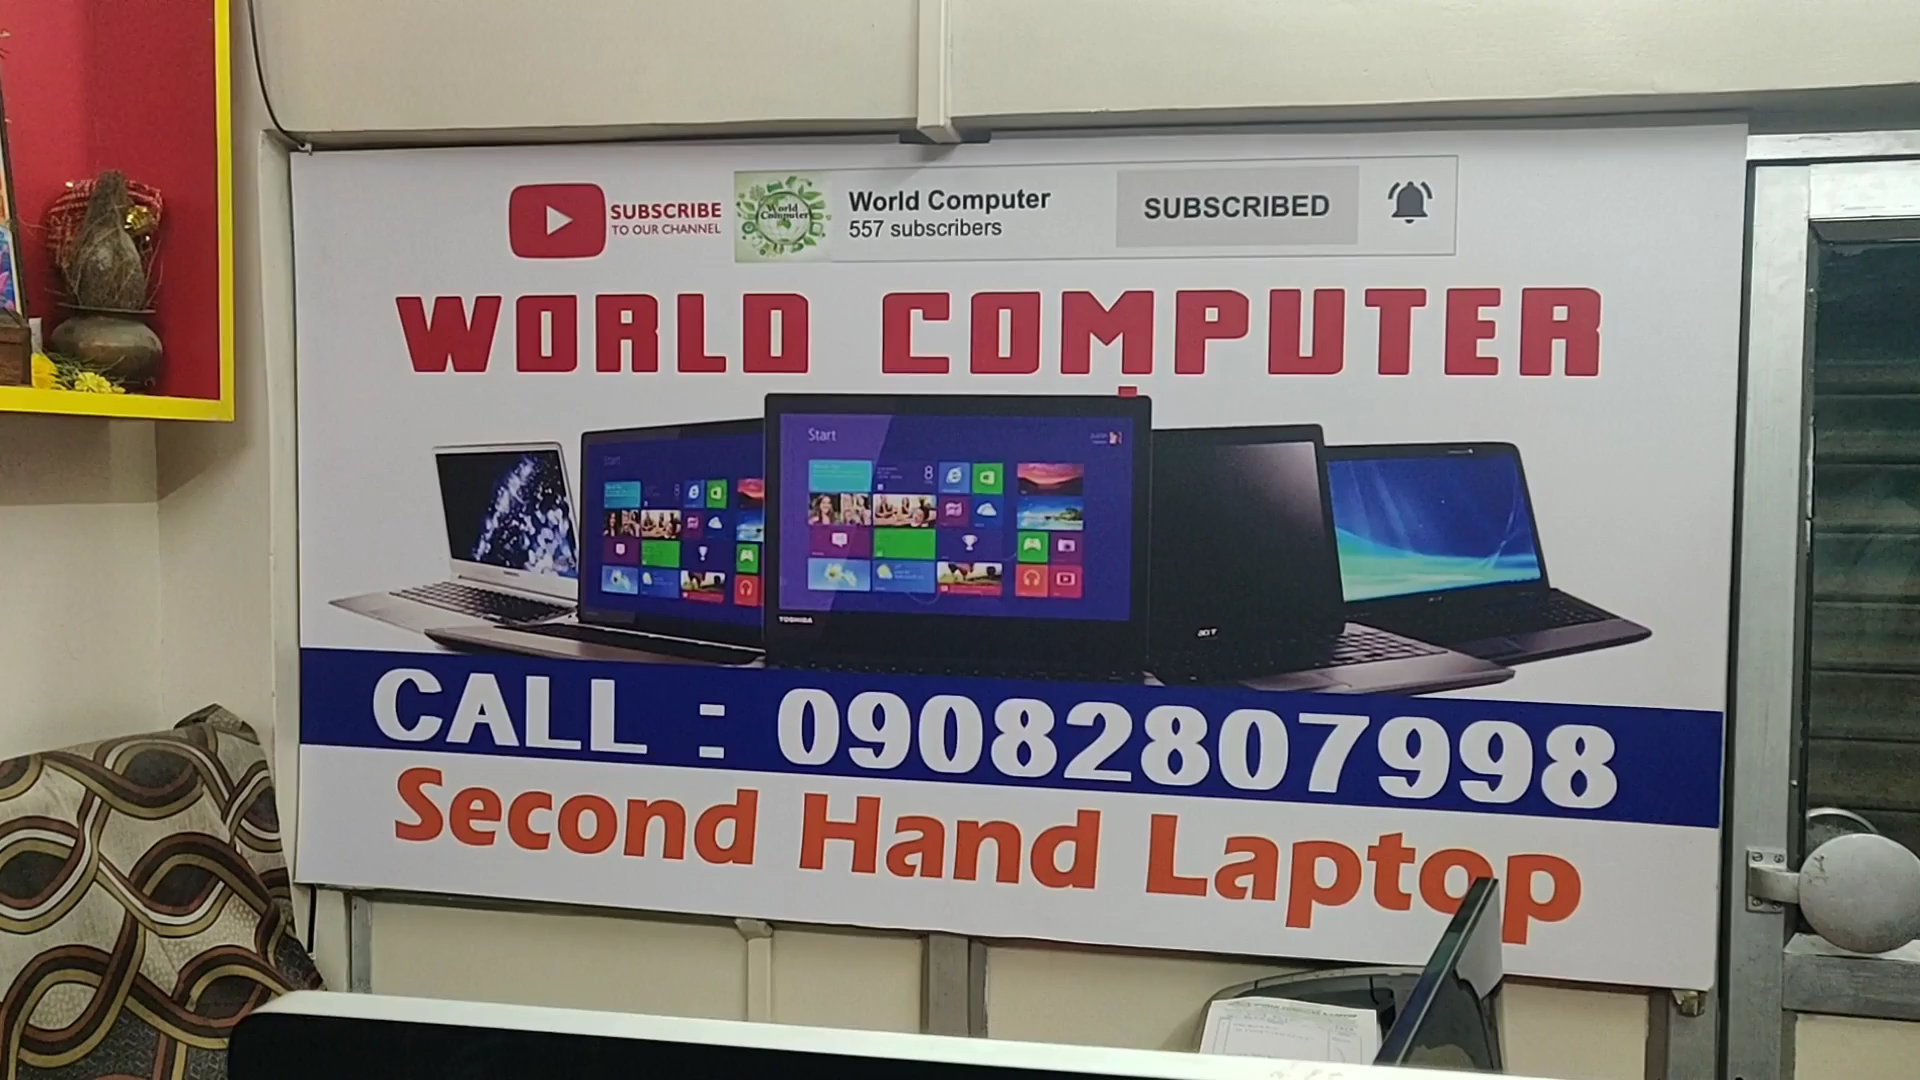 SUBSCRIBE
TO OUR CHANNEL
World Computer
World Computer
557 subscribers
SUBSCRIBED
WORLD COMPUTER
Start
Start
TOSHIBA
acer
CALL : 09082807998
Second Hand Laptop